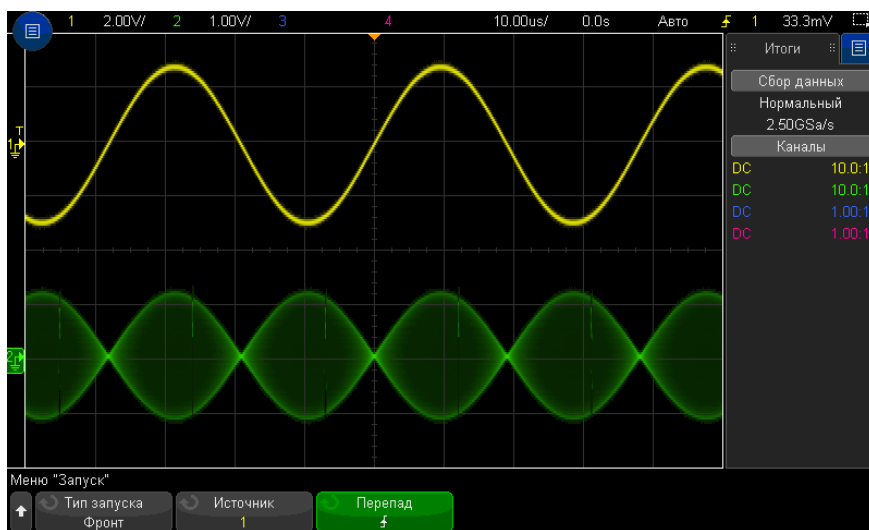 1 2.00V/ 2 1.00V/ 3 4 10.00us/ 0.0s Авто 1 33.3mV
Итоги
Сбор данных
Нормальный
2.50GSa/s
Каналы
DC 10.0:1
DC 10.0:1
DC 1.00:1
DC 1.00:1
T
1
2
Меню "Запуск"
Тип запуска
Фронт
Источник
1
Перепад